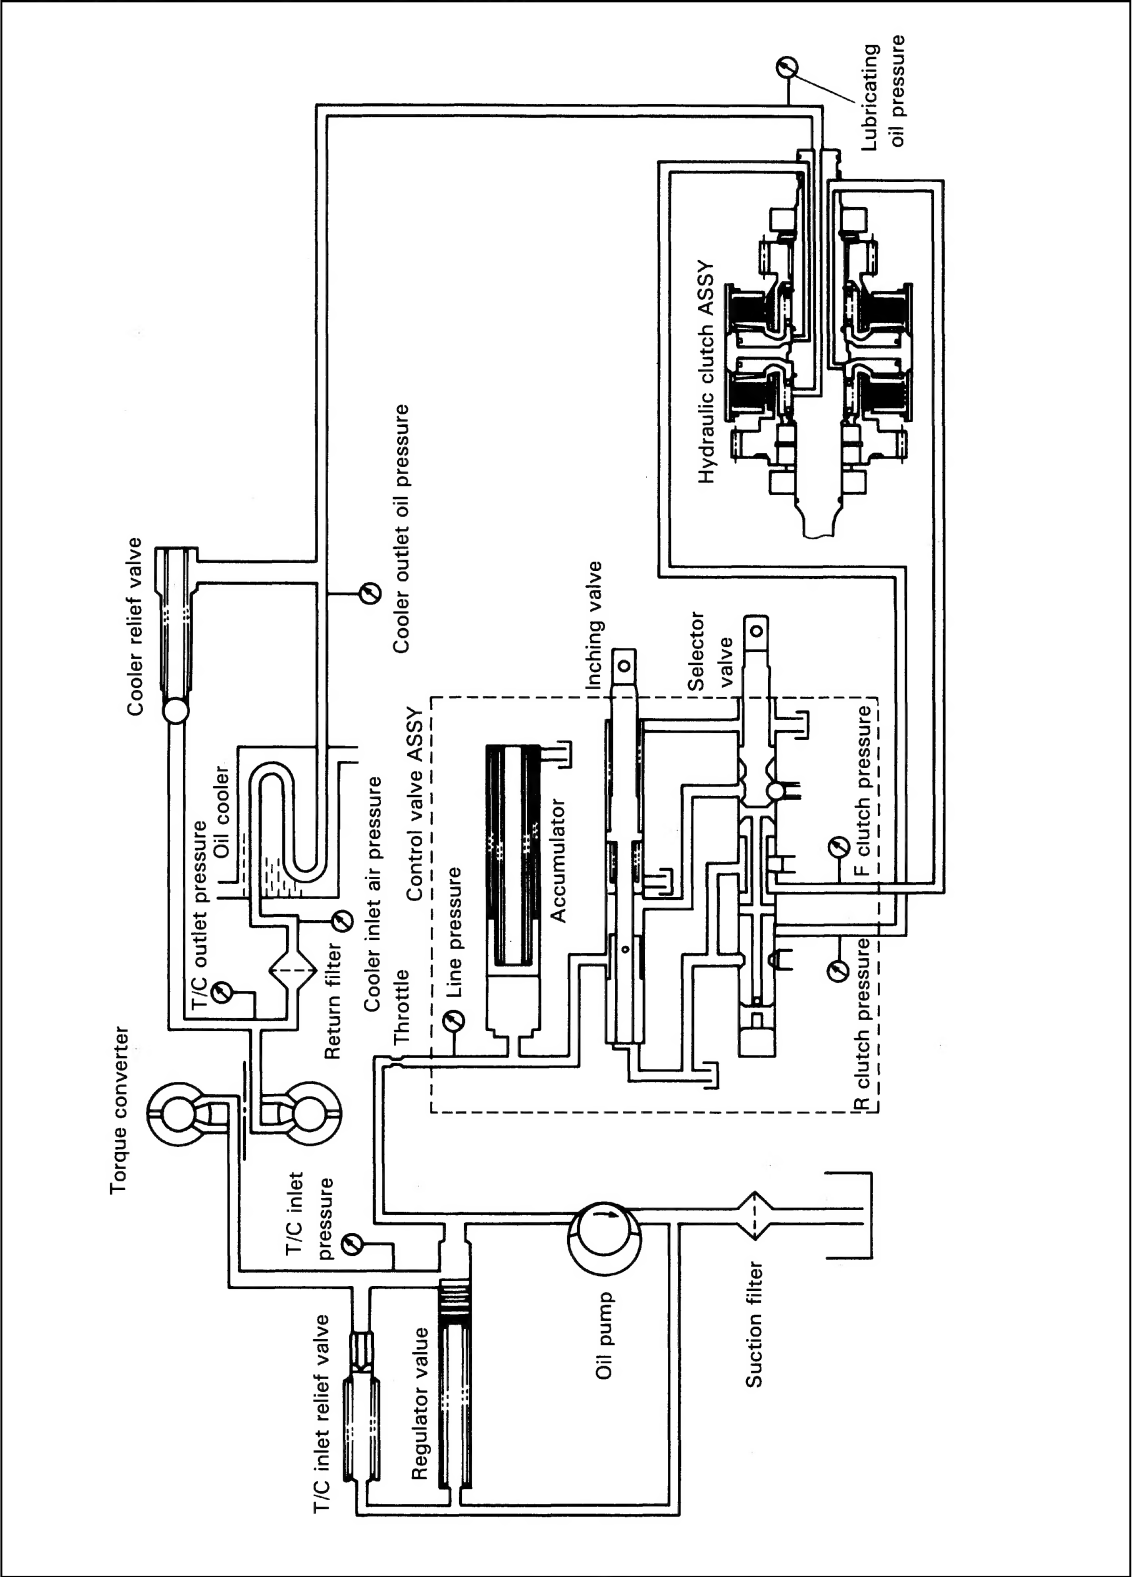 Torque converter
T/C inlet relief valve
Regulator value
T/C inlet
pressure
Oil pump
Suction filter
T/C outlet pressure
Return filter
Cooler inlet air pressure
Throttle
Oil cooler
Cooler relief valve
Cooler outlet oil pressure
Control valve ASSY
Line pressure
Accumulator
Inching valve
Selector
valve
R clutch pressure
F clutch pressure
Hydraulic clutch ASSY
Lubricating
oil pressure